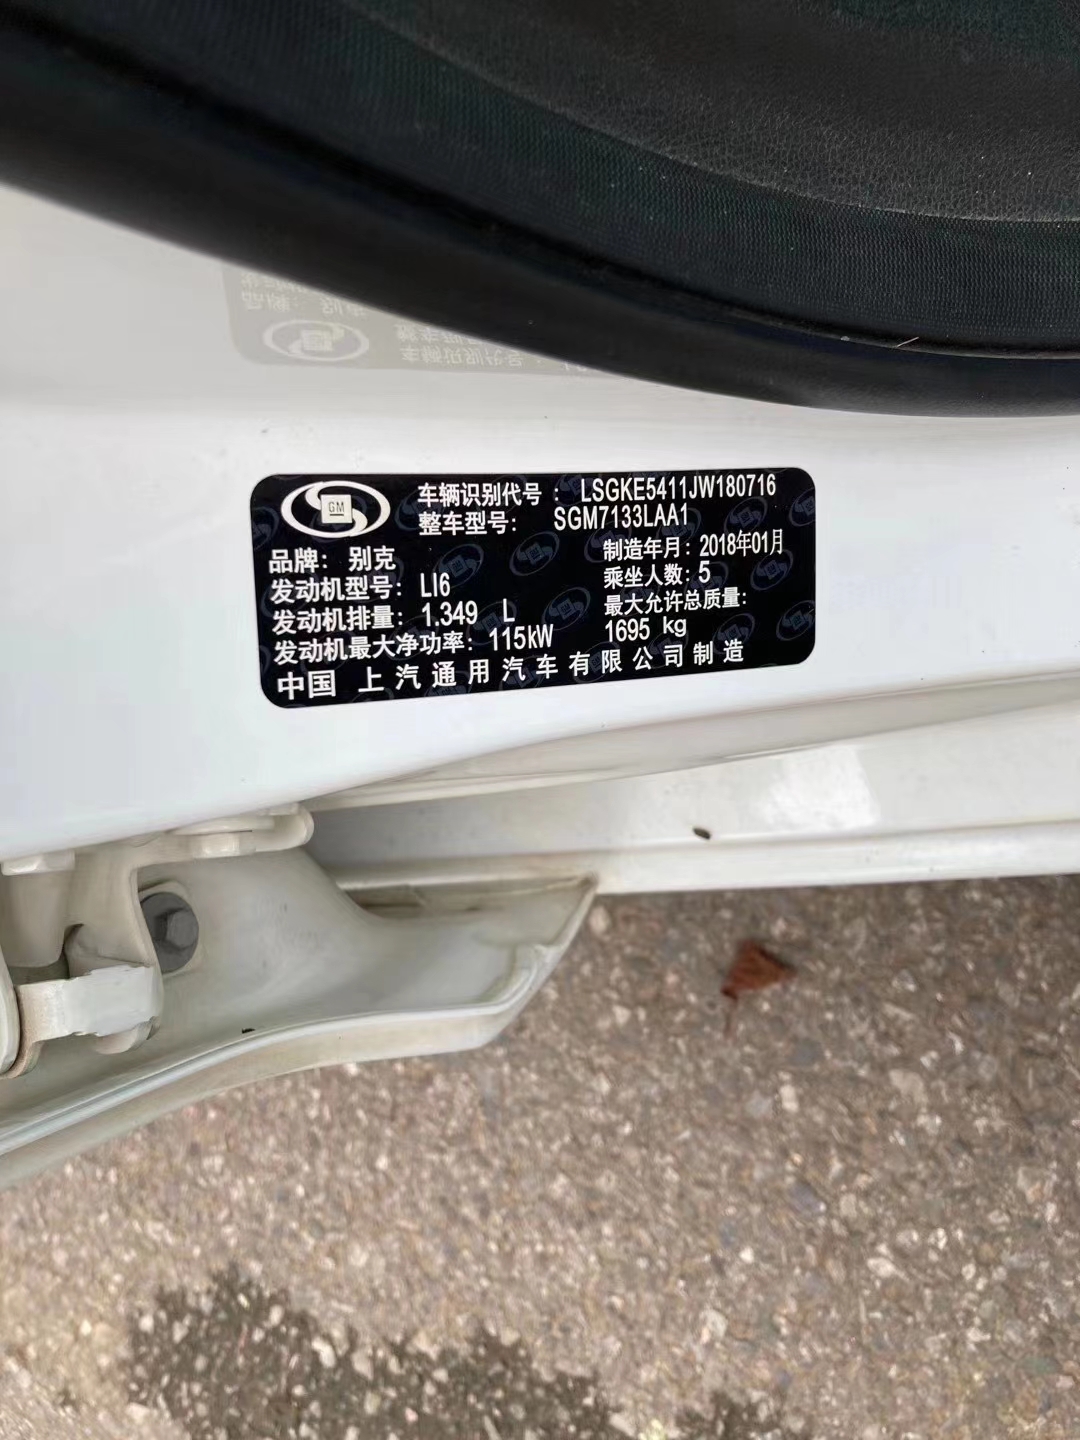 GM
车辆识别代号：LSGKE5411JW180716
整车型号：SGM7133LAA1
品牌：别克
制造年月：2018年01月
发动机型号：LI6
乘坐人数：5
发动机排量：1.349 L
最大允许总质量：
发动机最大净功率：115kW
1695 kg
中国 上汽通用汽车有限公司制造